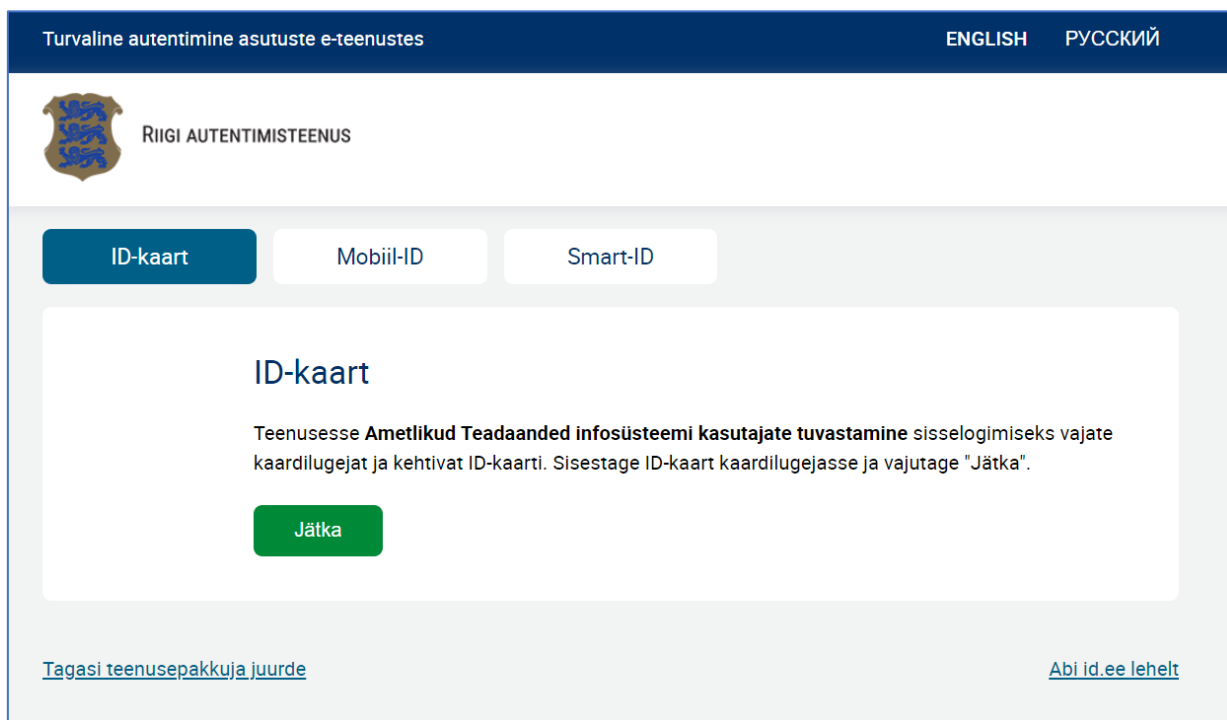 Turvaline autentimine asutuste e-teenustes ENGLISH РУССКИЙ
RIIGI AUTENTIMISTEENUS
ID-kaart Mobiil-ID Smart-ID
ID-kaart
Teenusesse Ametlikud Teadaanded infosüsteemi kasutajate tuvastamine sisselogimiseks vajate
kaardilugejat ja kehtivat ID-kaarti. Sisestage ID-kaart kaardilugejasse ja vajutage "Jätka".
Jätka
Tagasi teenusepakkuja juurde Abi id.ee lehelt